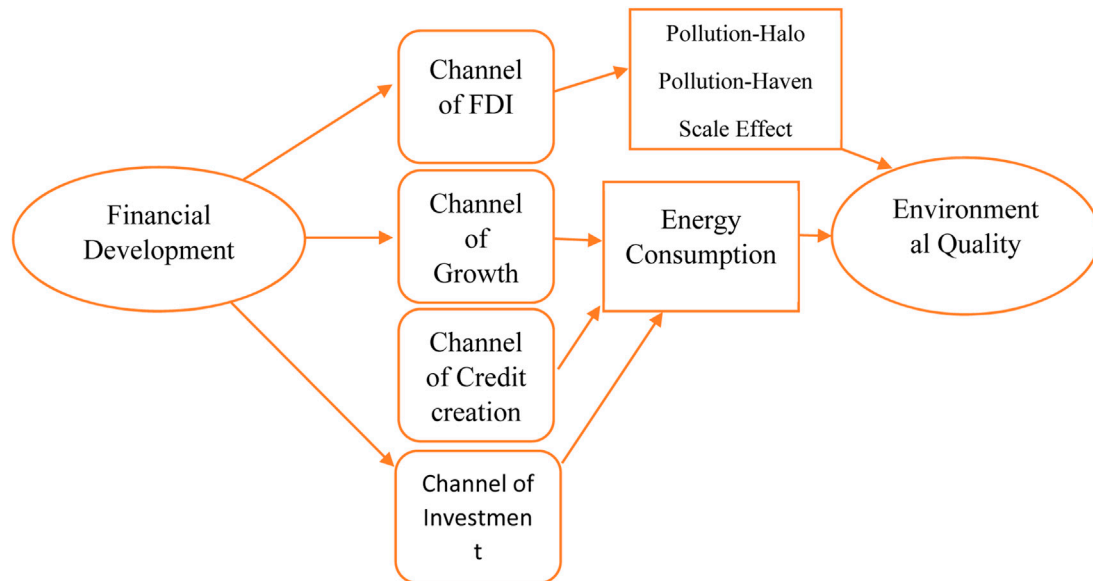 Financial
Development
Channel
of FDI
Channel
of
Growth
Channel
of Credit
creation
Channel of
Investmen
t
Pollution-Halo
Pollution-Haven
Scale Effect
Energy
Consumption
Environment
al Quality